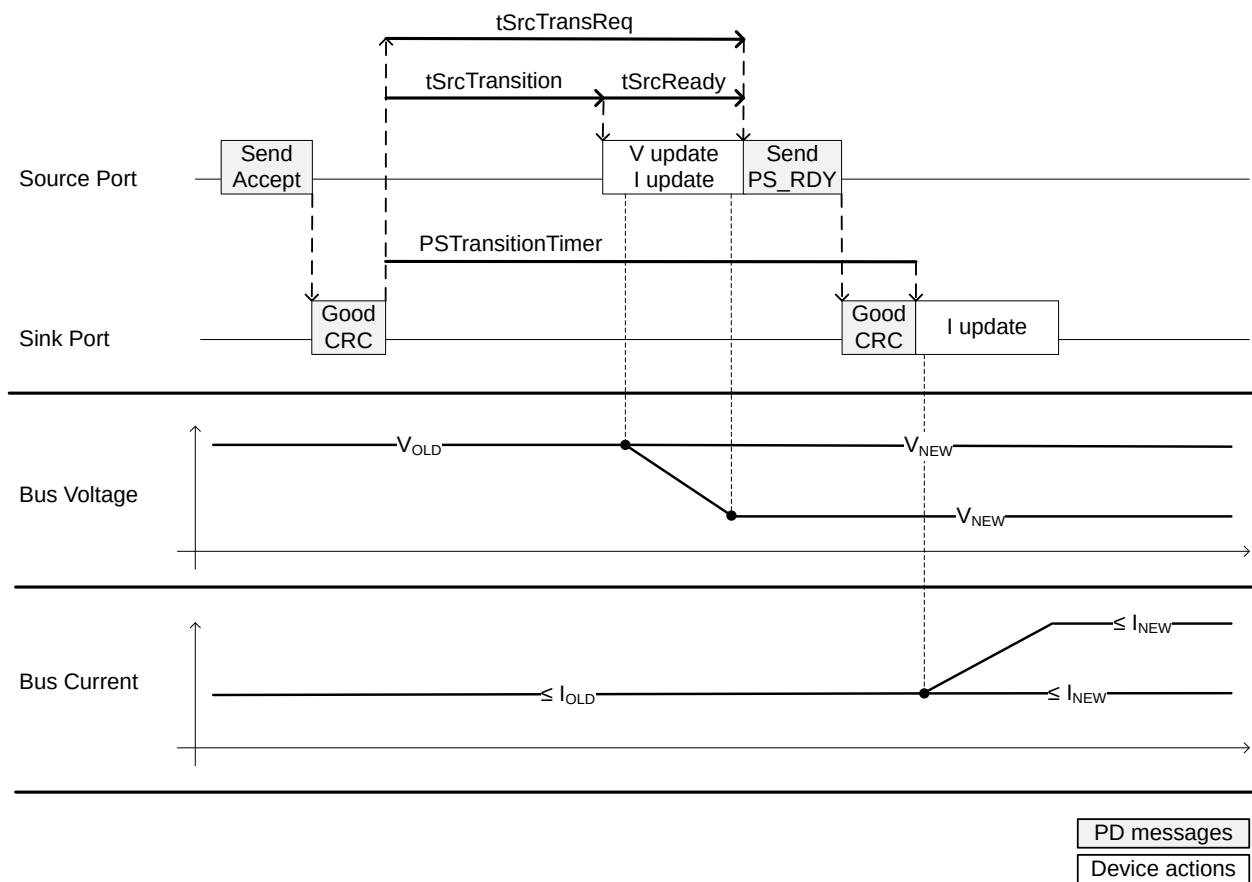 tSrcTransReq
tSrcTransition
tSrcReady
Source Port
Send
Accept
V update
I update
Send
PS_RDY
PSTransitionTimer
Sink Port
Good
CRC
Good
CRC
I update
Bus Voltage
VOLD
VNEW
VNEW
Bus Current
≤ IOLD
≤ INEW
≤ INEW
PD messages
Device actions